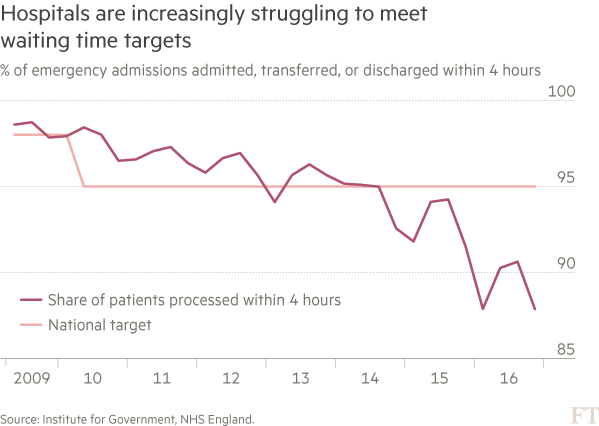 Hospitals are increasingly struggling to meet
waiting time targets
% of emergency admissions admitted, transferred, or discharged within 4 hours
100
95
90
Share of patients processed within 4 hours
National target
85
2009 10 11 12 13 14 15 16
Source: Institute for Government, NHS England.
FT